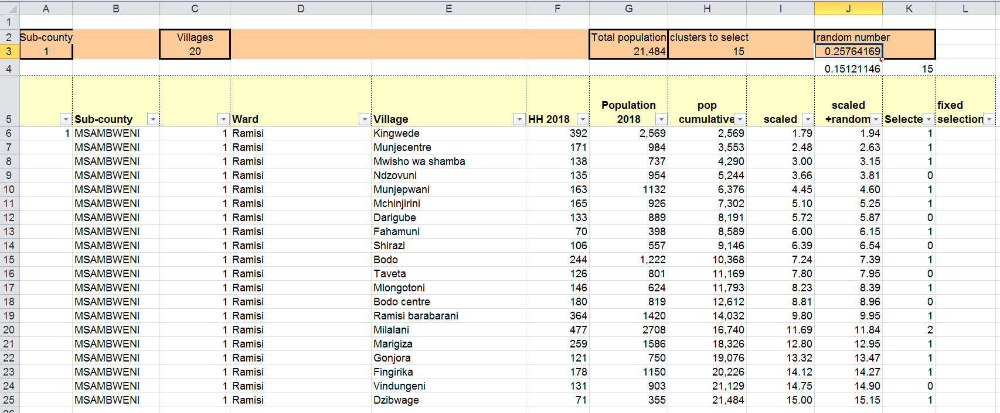 A B C D E F G H I J K L
1
2 Sub-county Villages Total population clusters to select random number
3 1 20 21,484 15 0.25764169
4 0.15121146 15
Population pop scaled fixed
5 Sub-county Ward Village HH 2018 2018 cumulative scaled +random Selecte selection
6 1 MSAMBWENI 1 Ramisi Kingwede 392 2,569 2,569 1.79 1.94 1
7 MSAMBWENI 1 Ramisi Munjecentre 171 984 3,553 2.48 2.63 1
8 MSAMBWENI 1 Ramisi Mwisho wa shamba 138 737 4,290 3.00 3.15 1
9 MSAMBWENI 1 Ramisi Ndzovuni 135 954 5,244 3.66 3.81 0
10 MSAMBWENI 1 Ramisi Munjepwani 163 1132 6,376 4.45 4.60 1
11 MSAMBWENI 1 Ramisi Mchinjirini 165 926 7,302 5.10 5.25 1
12 MSAMBWENI 1 Ramisi Darigube 133 889 8,191 5.72 5.87 0
13 MSAMBWENI 1 Ramisi Fahamuni 70 398 8,589 6.00 6.15 1
14 MSAMBWENI 1 Ramisi Shirazi 106 557 9,146 6.39 6.54 0
15 MSAMBWENI 1 Ramisi Bodo 244 1,222 10,368 7.24 7.39 1
16 MSAMBWENI 1 Ramisi Taveta 126 801 11,169 7.80 7.95 0
17 MSAMBWENI 1 Ramisi Mlongotoni 146 624 11,793 8.23 8.39 1
18 MSAMBWENI 1 Ramisi Bodo centre 180 819 12,612 8.81 8.96 0
19 MSAMBWENI 1 Ramisi Ramisi barabarani 364 1420 14,032 9.80 9.95 1
20 MSAMBWENI 1 Ramisi Milalani 477 2708 16,740 11.69 11.84 2
21 MSAMBWENI 1 Ramisi Marigiza 259 1586 18,326 12.80 12.95 1
22 MSAMBWENI 1 Ramisi Gonjora 121 750 19,076 13.32 13.47 1
23 MSAMBWENI 1 Ramisi Fingirika 178 1150 20,226 14.12 14.27 1
24 MSAMBWENI 1 Ramisi Vindungeni 131 903 21,129 14.75 14.90 0
25 MSAMBWENI 1 Ramisi Dzibwage 71 355 21,484 15.00 15.15 1